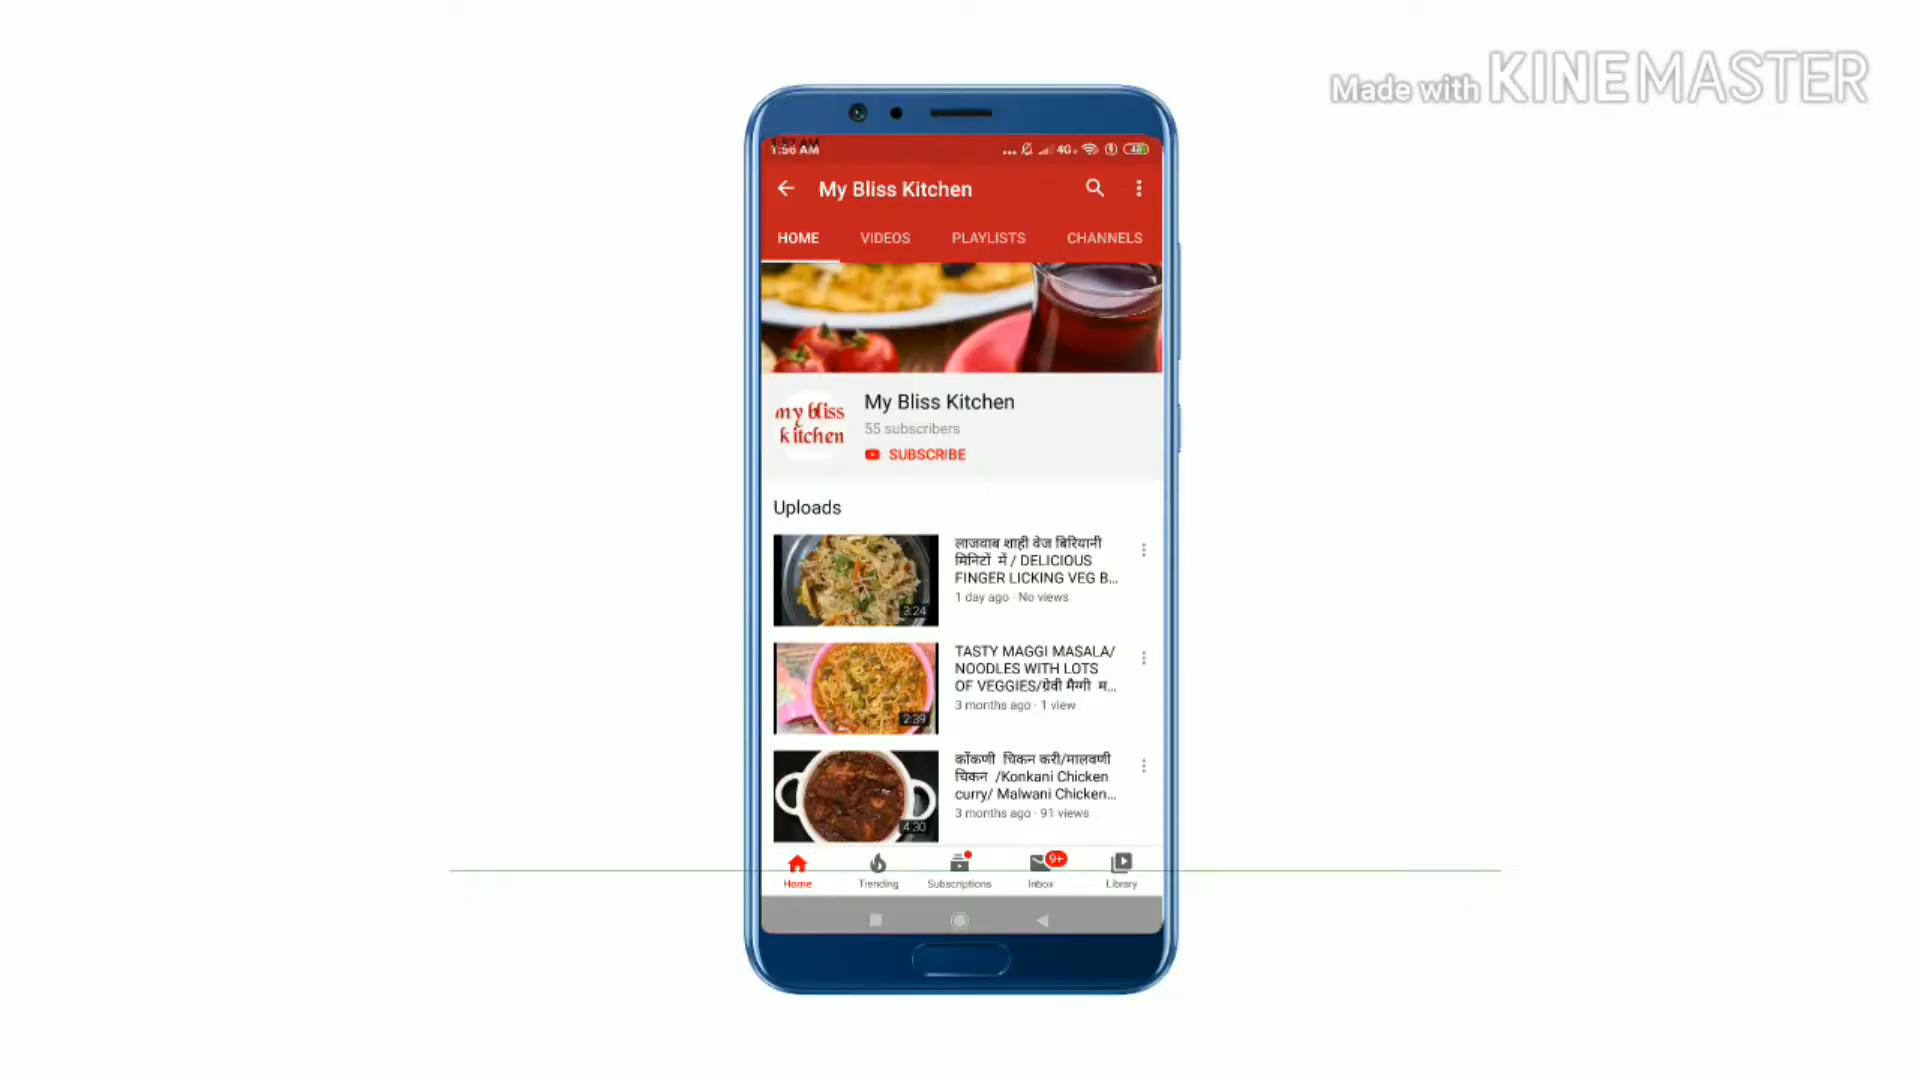 Made with KINEMASTER
1:56 AM
4G+
48
My Bliss Kitchen
HOME VIDEOS PLAYLISTS CHANNELS
my bliss
kitchen
My Bliss Kitchen
55 subscribers
SUBSCRIBE
Uploads
लाजवाब शाही वेज बिरियानी
मिनिटों में / DELICIOUS
FINGER LICKING VEG B...
1 day ago · No views
3:24
TASTY MAGGI MASALA/
NOODLES WITH LOTS
OF VEGGIES/ग्रेवी मैग्गी म...
3 months ago · 1 view
2:39
कोंकणी चिकन करी/मालवणी
चिकन /Konkani Chicken
curry/ Malwani Chicken...
3 months ago · 91 views
4:30
9+
Home Trending Subscriptions Inbox Library